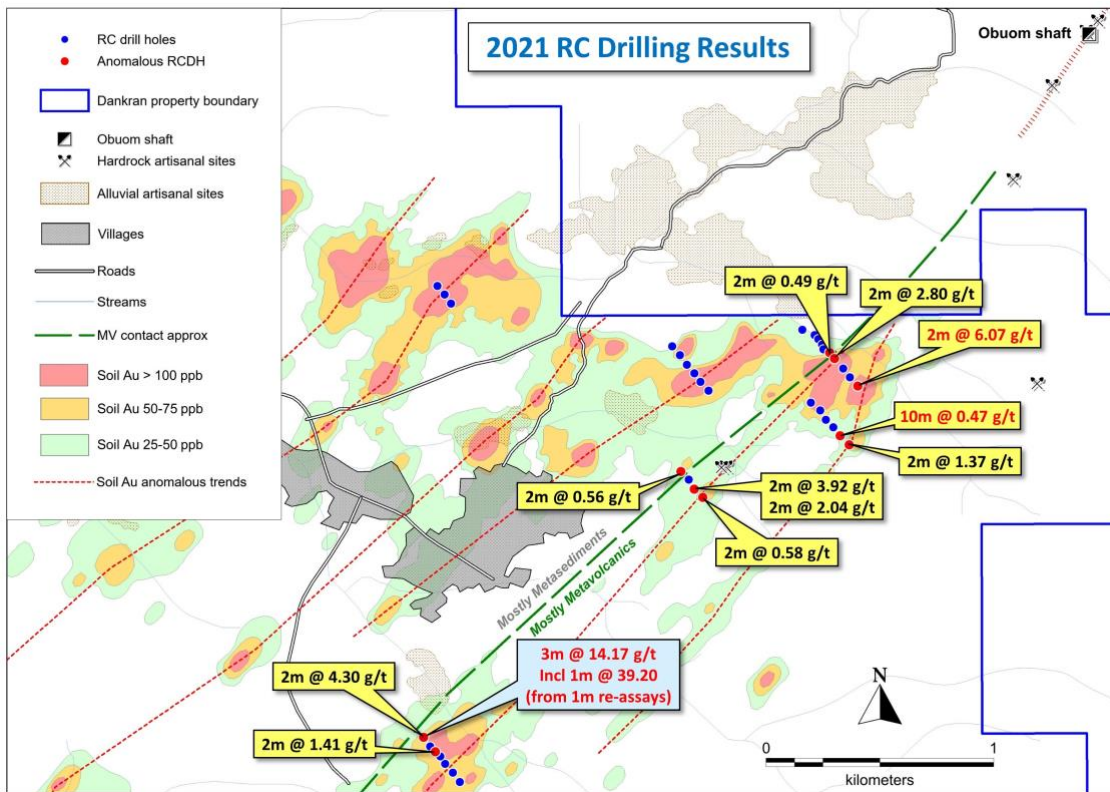 2021 RC Drilling Results
Obuom shaft
RC drill holes
Anomalous RCDH
Dankran property boundary
Obuom shaft
Hardrock artisanal sites
Alluvial artisanal sites
Villages
Roads
Streams
MV contact approx
Soil Au > 100 ppb
Soil Au 50-75 ppb
Soil Au 25-50 ppb
Soil Au anomalous trends
2m @ 0.49 g/t
2m @ 2.80 g/t
2m @ 6.07 g/t
10m @ 0.47 g/t
2m @ 1.37 g/t
2m @ 0.56 g/t
2m @ 3.92 g/t
2m @ 2.04 g/t
2m @ 0.58 g/t
Mostly Metasediments
Mostly Metavolcanics
3m @ 14.17 g/t
Incl 1m @ 39.20
(from 1m re-assays)
2m @ 4.30 g/t
2m @ 1.41 g/t
N
0 1
kilometers